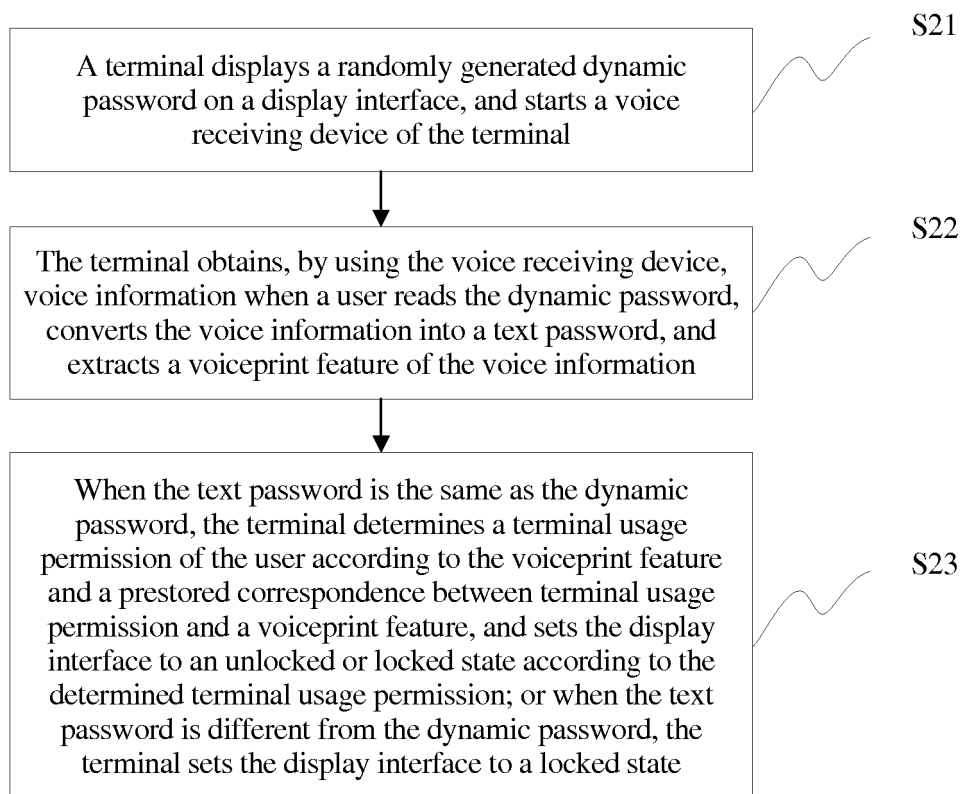 S21
A terminal displays a randomly generated dynamic
password on a display interface, and starts a voice
receiving device of the terminal
S22
The terminal obtains, by using the voice receiving device,
voice information when a user reads the dynamic password,
converts the voice information into a text password, and
extracts a voiceprint feature of the voice information
When the text password is the same as the dynamic
password, the terminal determines a terminal usage
permission of the user according to the voiceprint feature
and a prestored correspondence between terminal usage
permission and a voiceprint feature, and sets the display
interface to an unlocked or locked state according to the
determined terminal usage permission; or when the text
password is different from the dynamic password, the
terminal sets the display interface to a locked state
S23